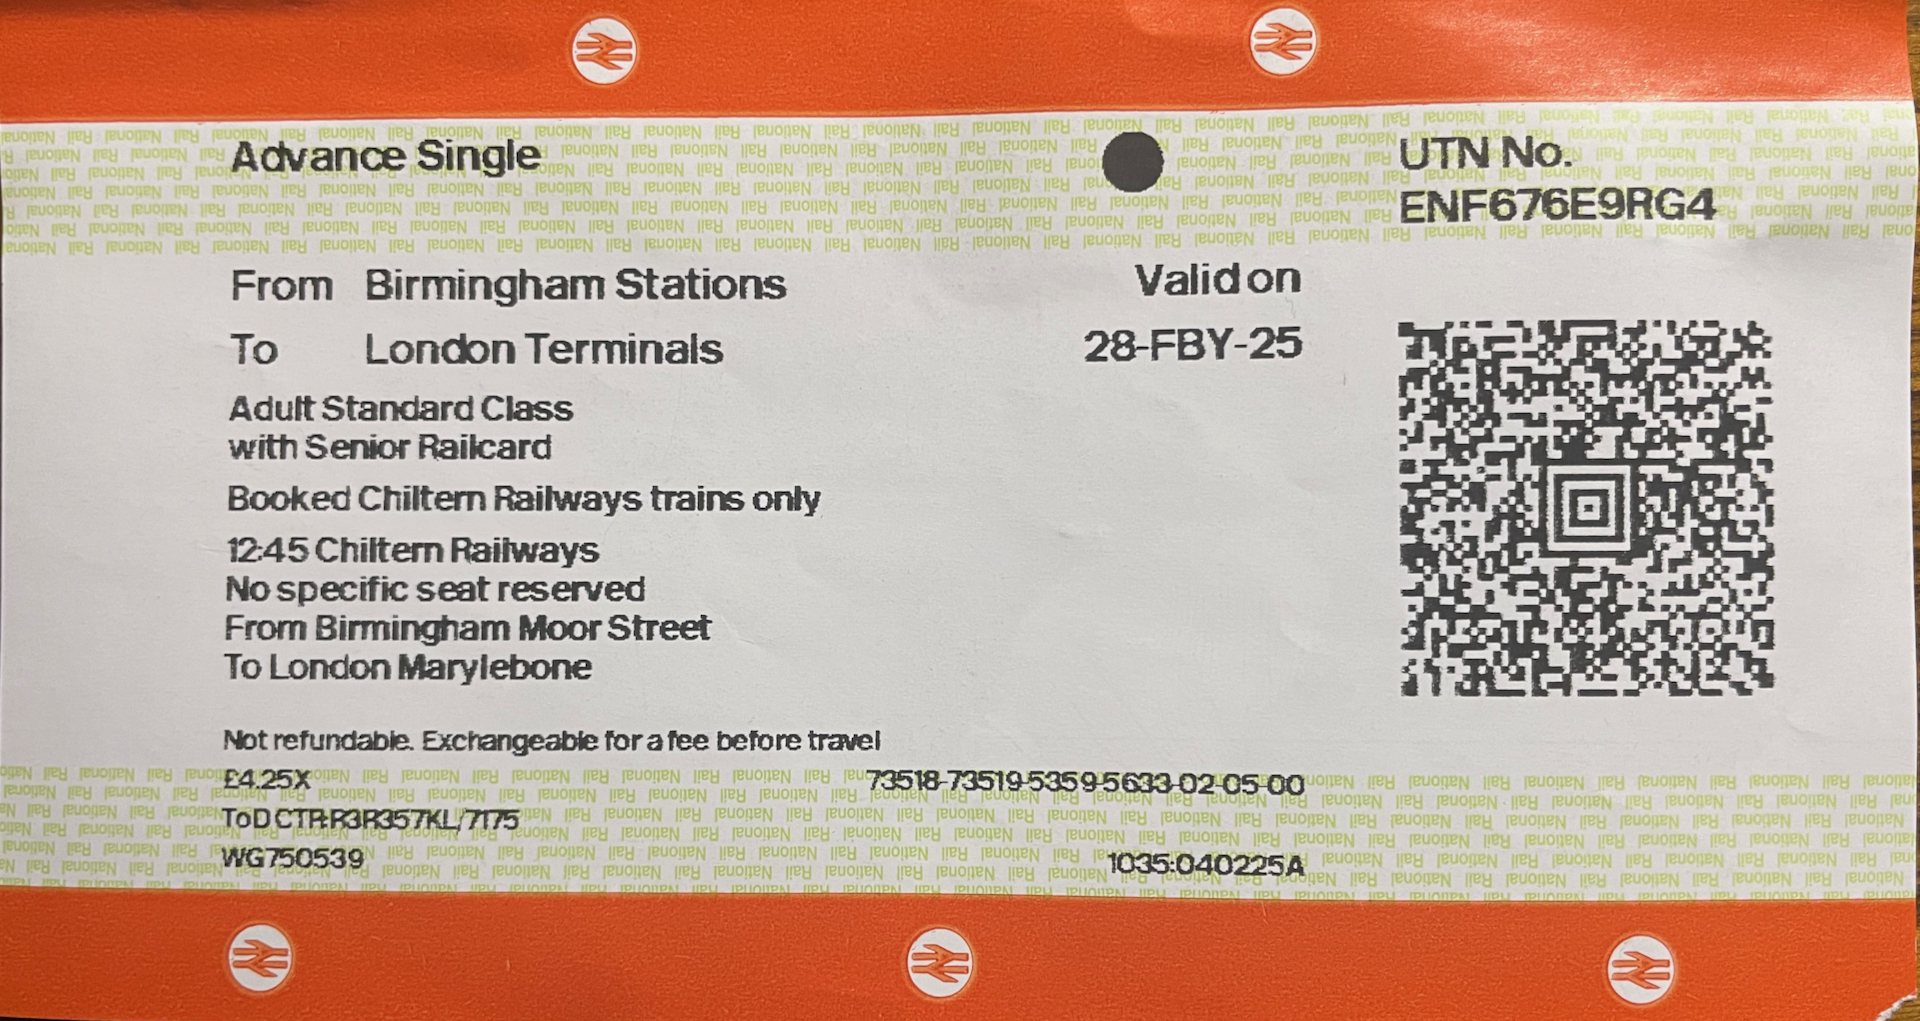 Advance Single
UTN No.
ENF676E9RG4
From Birmingham Stations
Valid on
To London Terminals
28-FBY-25
Adult Standard Class
with Senior Railcard
Booked Chiltern Railways trains only
12:45 Chiltern Railways
No specific seat reserved
From Birmingham Moor Street
To London Marylebone
Not refundable. Exchangeable for a fee before travel
£4.25X
73518-73519-5359-5633-02-05-00
ToD CTR-R3R357KL/7175
WG750539
1035:040225A